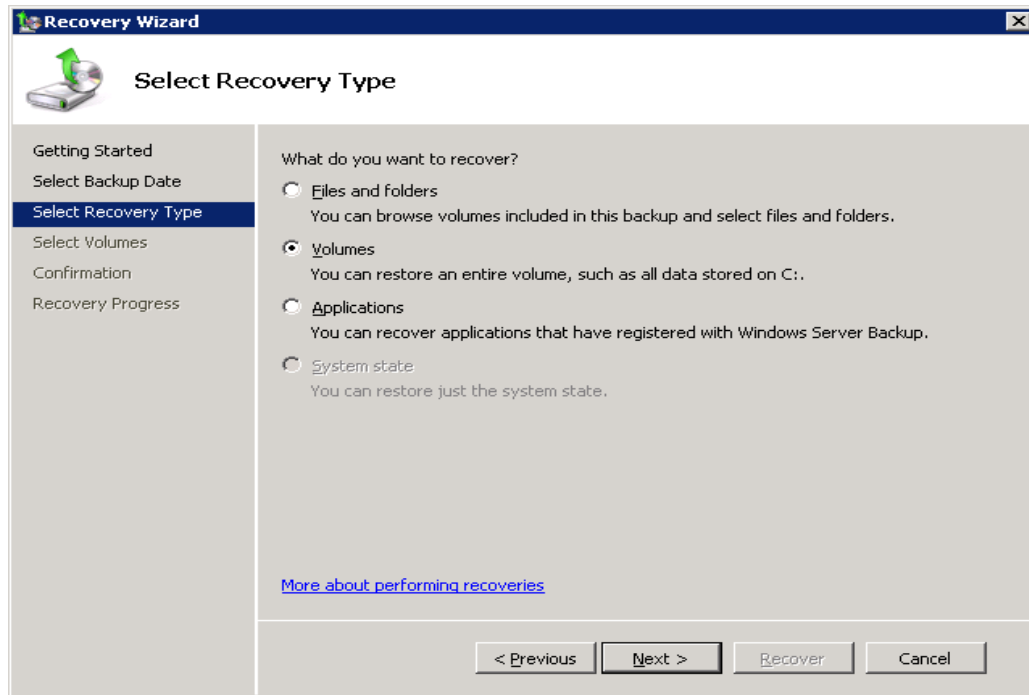 Recovery Wizard
Select Recovery Type
Getting Started
Select Backup Date
Select Recovery Type
Select Volumes
Confirmation
Recovery Progress
What do you want to recover?
Files and folders
You can browse volumes included in this backup and select files and folders.
Volumes
You can restore an entire volume, such as all data stored on C:.
Applications
You can recover applications that have registered with Windows Server Backup.
System state
You can restore just the system state.
More about performing recoveries
< Previous
Next >
Recover
Cancel